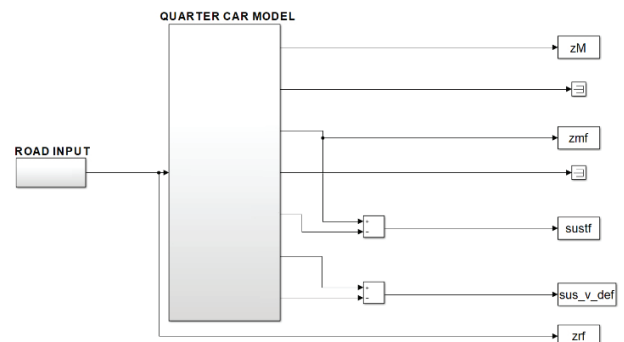 QUARTER CAR MODEL
zM
zmf
ROAD INPUT
sustf
sus_v_def
zrf